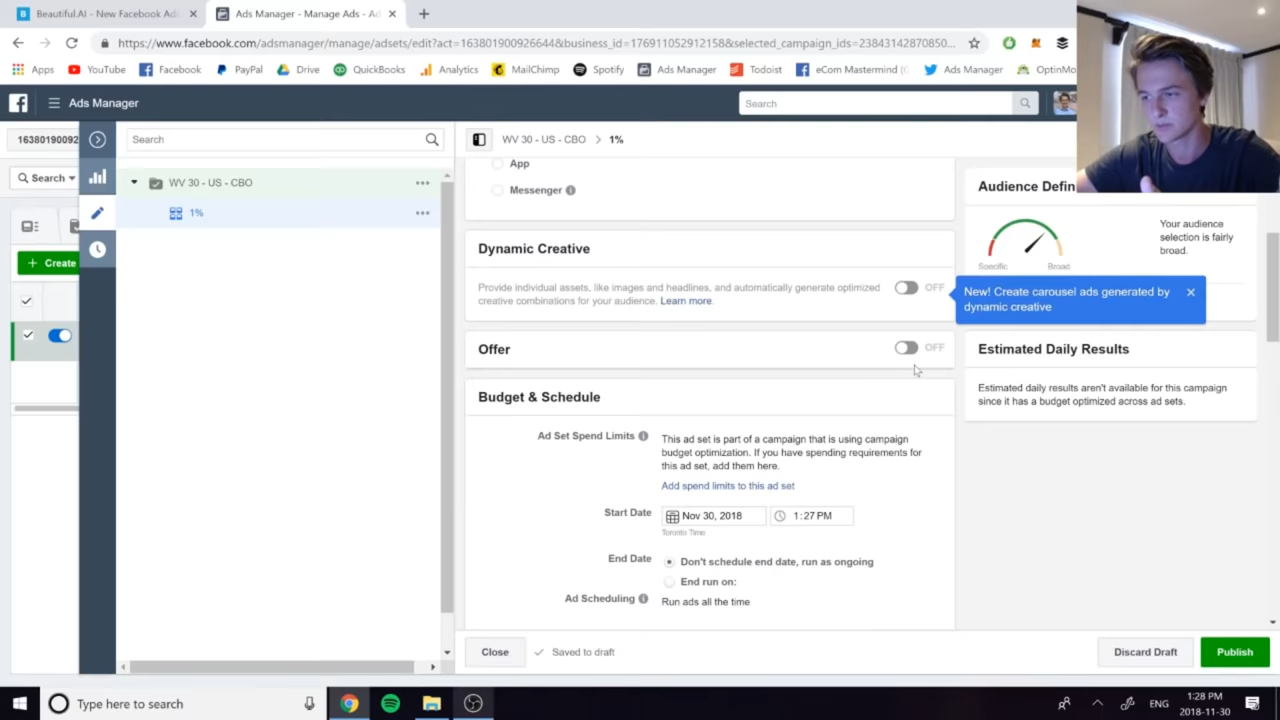 Beautiful.AI - New Facebook Ads
Ads Manager - Manage Ads - Ad
https://www.facebook.com/adsmanager/manage/adsets/edit?act=163801900926644&business_id=176911052912158&selected_campaign_ids=23843142870850...
Apps
YouTube
Facebook
PayPal
Drive
QuickBooks
Analytics
MailChimp
Spotify
Ads Manager
Todoist
eCom Mastermind (
Ads Manager
OptinMo
Ads Manager
Search
1638019009
Search
WV 30 - US - CBO > 1%
Search
WV 30 - US - CBO
1%
Create
App
Messenger
Dynamic Creative
Provide individual assets, like images and headlines, and automatically generate optimized
creative combinations for your audience. Learn more.
OFF
Offer
OFF
Budget & Schedule
Ad Set Spend Limits
This ad set is part of a campaign that is using campaign
budget optimization. If you have spending requirements for
this ad set, add them here.
Add spend limits to this ad set
Start Date
Nov 30, 2018
1:27 PM
Toronto Time
End Date
Don't schedule end date, run as ongoing
End run on:
Ad Scheduling
Run ads all the time
Audience Defin
Your audience
selection is fairly
broad.
Specific
Broad
New! Create carousel ads generated by
dynamic creative
Estimated Daily Results
Estimated daily results aren't available for this campaign
since it has a budget optimized across ad sets.
Close
Saved to draft
Discard Draft
Publish
Type here to search
ENG
1:28 PM
2018-11-30